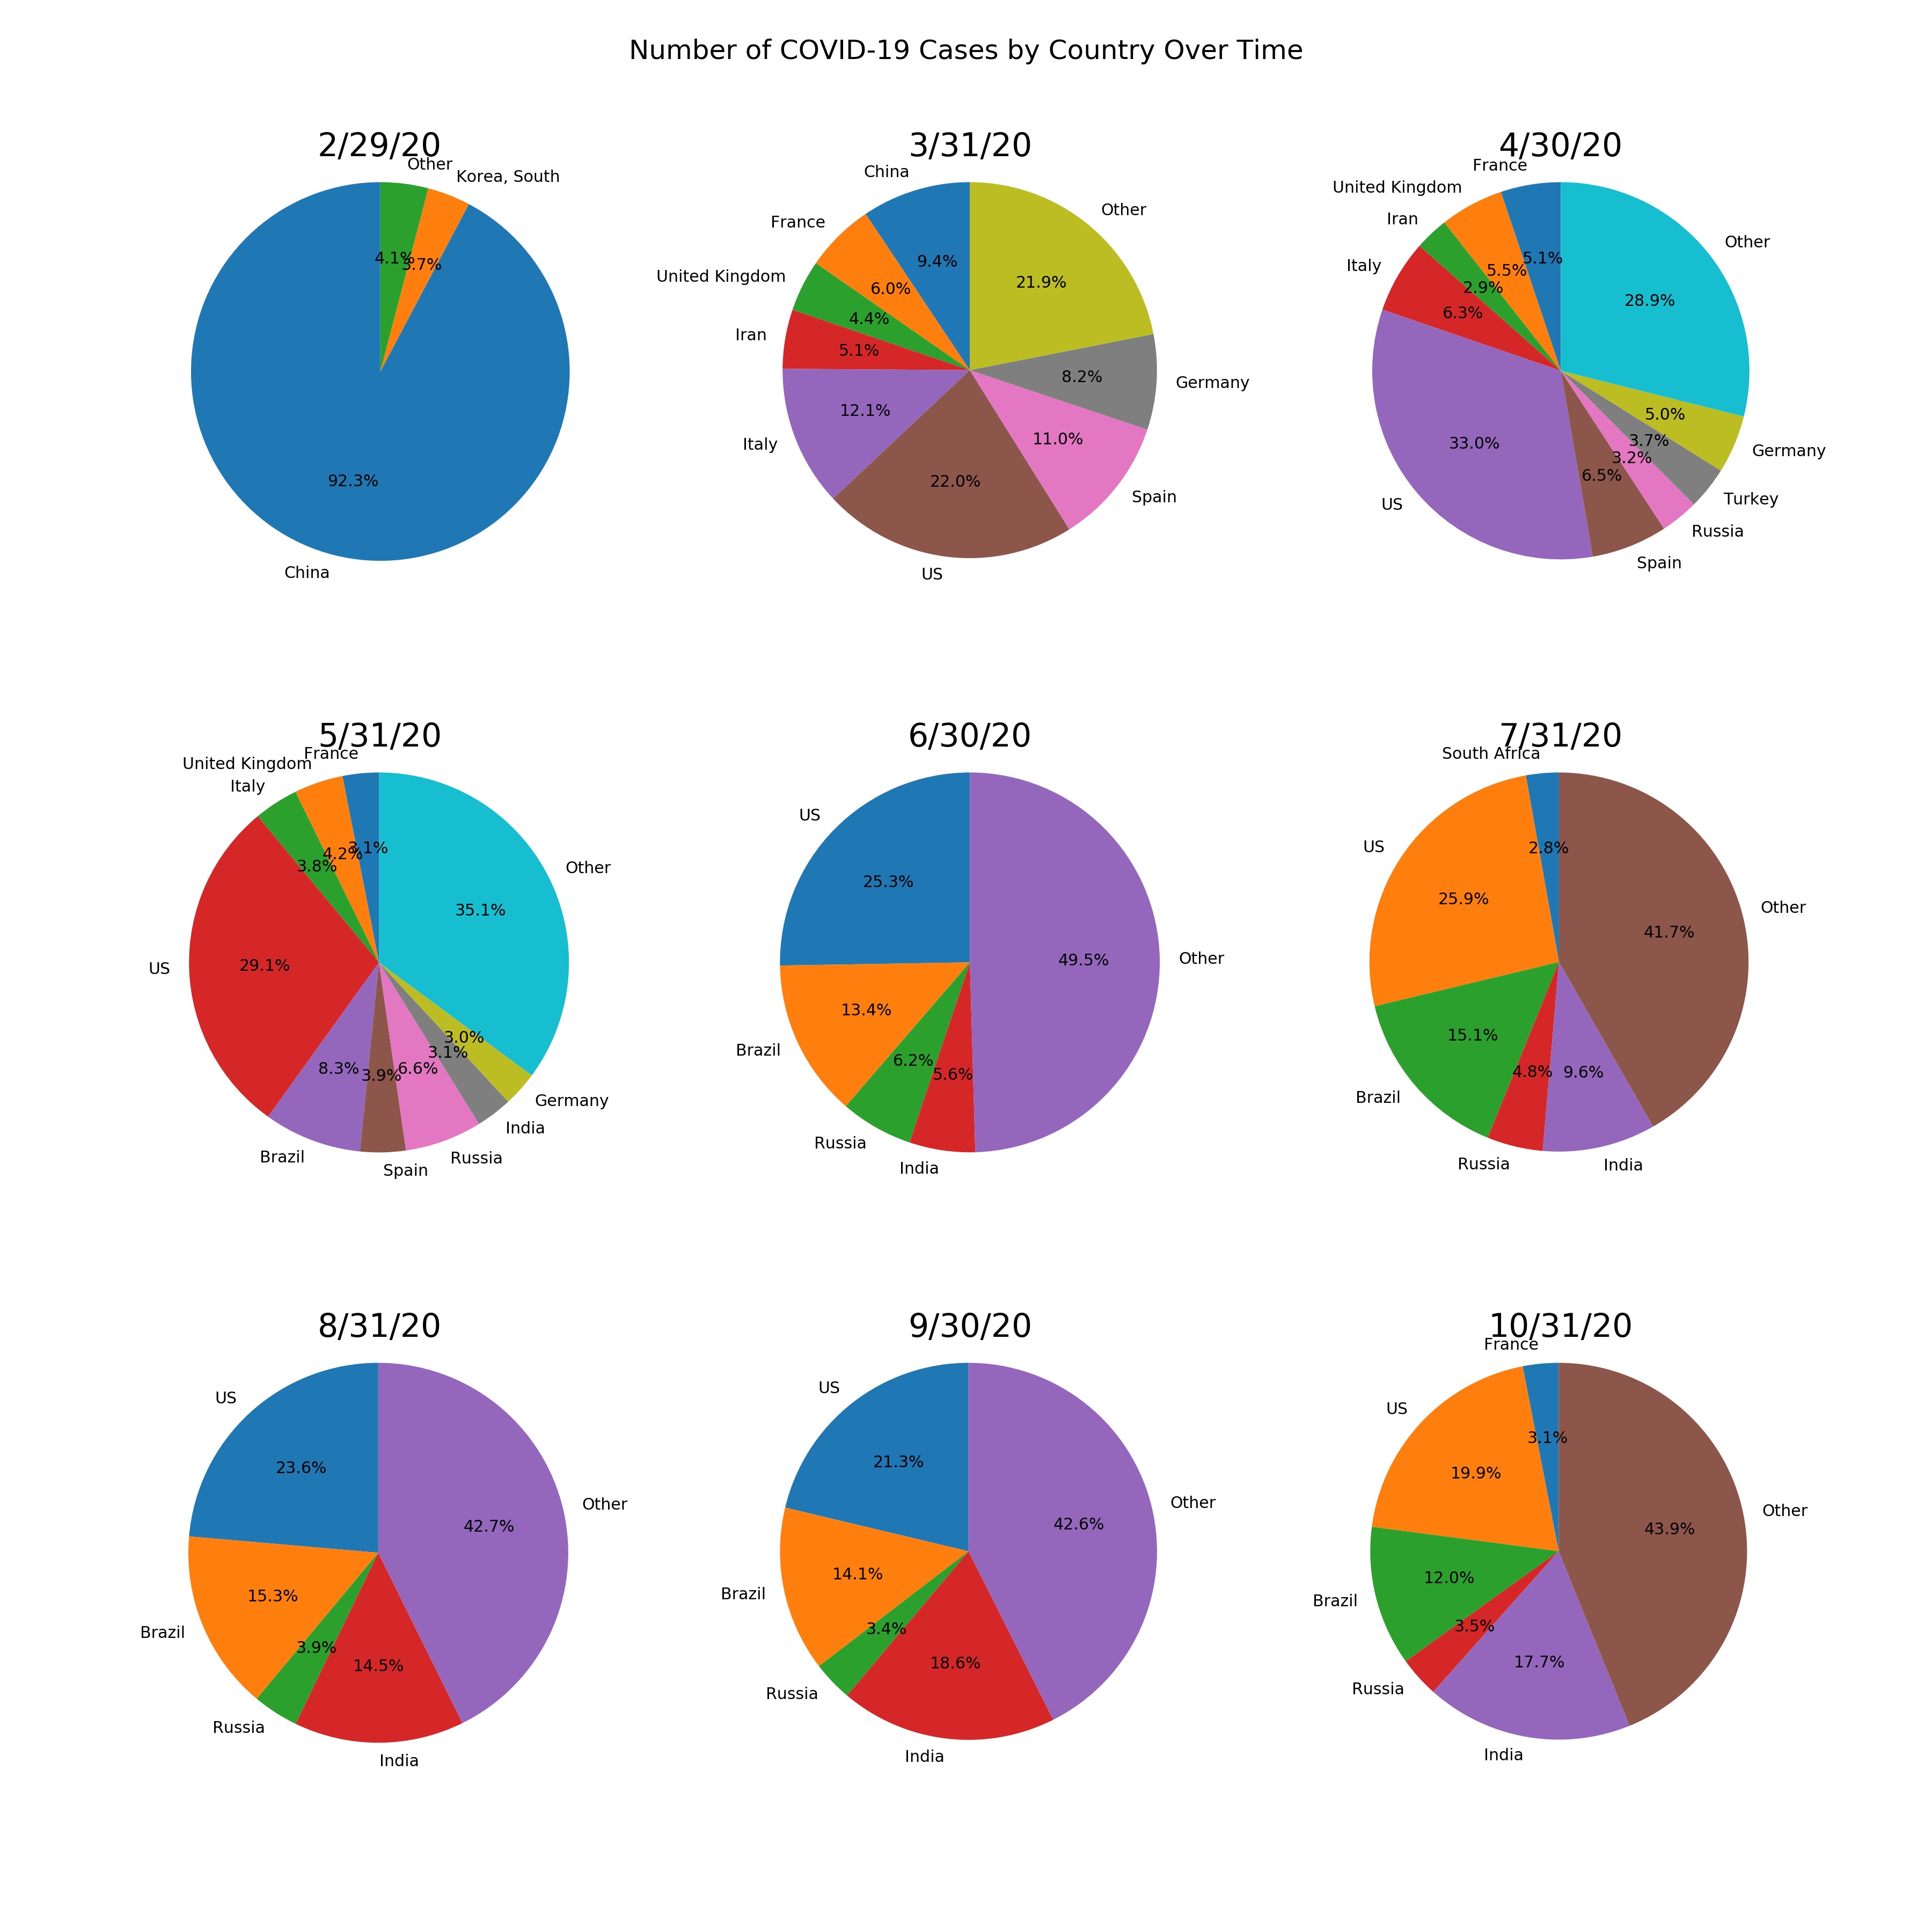 Number of COVID-19 Cases by Country Over Time
2/29/20
Other
Korea, South
4.1%
3.7%
92.3%
China
3/31/20
China
Other
France
9.4%
21.9%
United Kingdom
6.0%
4.4%
Iran
5.1%
8.2%
Germany
12.1%
Italy
11.0%
22.0%
Spain
US
4/30/20
France
United Kingdom
Iran
Other
Italy
5.1%
5.5%
2.9%
28.9%
6.3%
5.0%
33.0%
3.7%
Germany
3.2%
6.5%
Turkey
US
Russia
Spain
5/31/20
France
United Kingdom
Italy
3.1%
4.2%
3.8%
Other
35.1%
US
29.1%
3.0%
3.1%
8.3%
3.9%
6.6%
Germany
India
Brazil
Russia
Spain
6/30/20
US
25.3%
49.5%
Other
13.4%
Brazil
6.2%
5.6%
Russia
India
7/31/20
South Africa
US
2.8%
25.9%
Other
41.7%
15.1%
4.8%
9.6%
Brazil
Russia
India
8/31/20
US
23.6%
Other
42.7%
15.3%
Brazil
3.9%
14.5%
Russia
India
9/30/20
US
21.3%
Other
42.6%
14.1%
Brazil
3.4%
18.6%
Russia
India
10/31/20
France
US
3.1%
19.9%
Other
43.9%
12.0%
Brazil
3.5%
17.7%
Russia
India